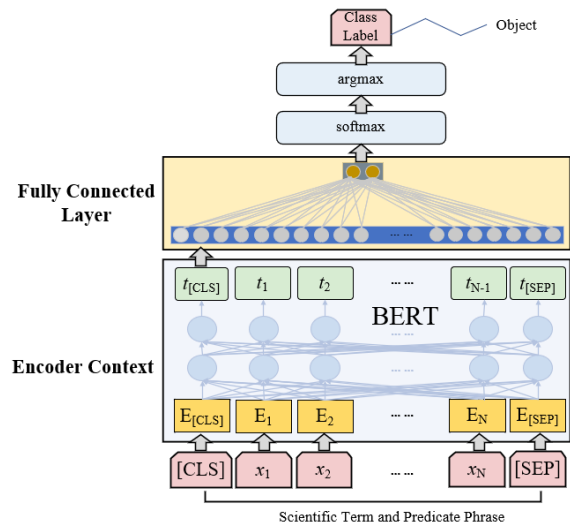 Class
Label
Object
argmax
softmax
Fully Connected
Layer
... ...
t[CLS] t1 t2 ... ... tN-1 t[SEP]
BERT
... ...
Encoder Context
... ...
E[CLS] E1 E2 ... ... EN E[SEP]
[CLS] x1 x2 ... ... xN [SEP]
Scientific Term and Predicate Phrase